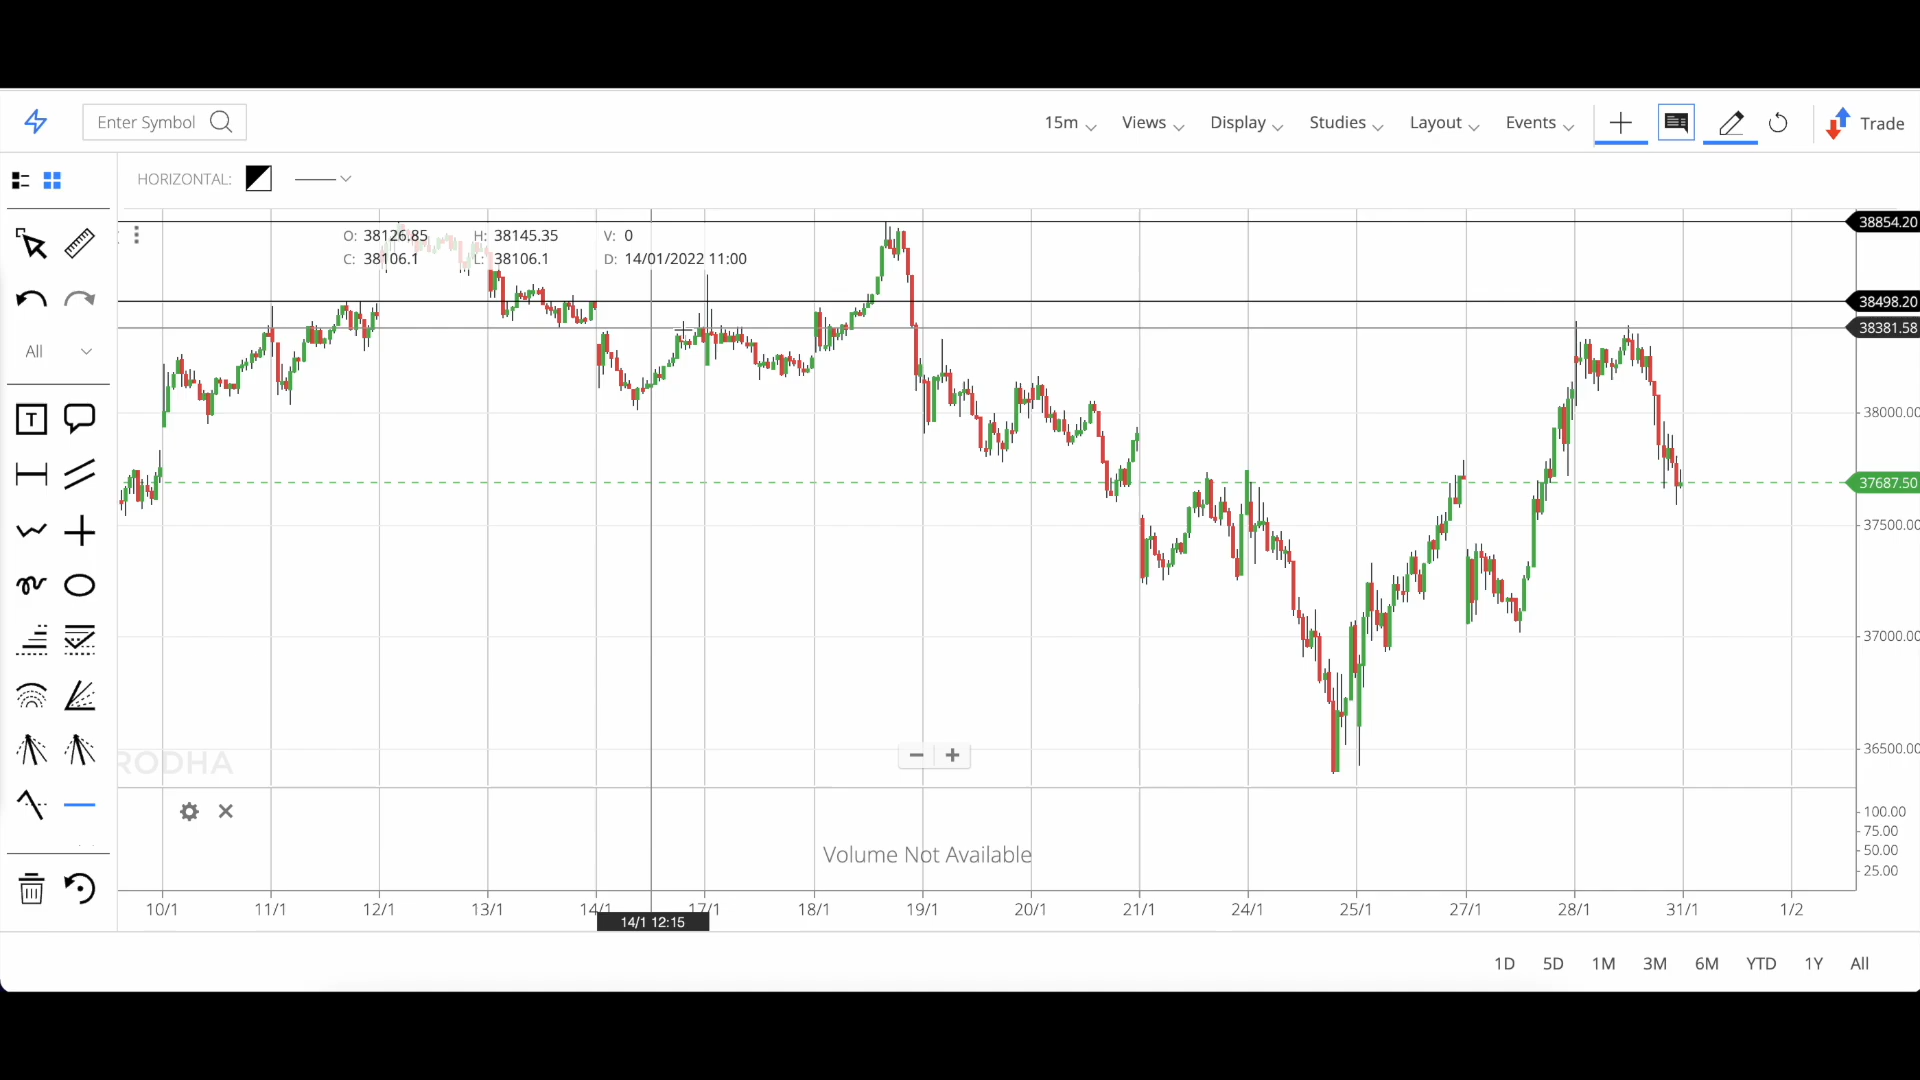 Enter Symbol
15m Views Display Studies Layout Events Trade
HORIZONTAL:
O: 38126.85 H: 38145.35 V: 0
C: 38106.1 L: 38106.1 D: 14/01/2022 11:00
All
T
38854.20
38498.20
38381.58
38000.00
37687.50
37500.00
37000.00
36500.00
RODHA
Volume Not Available
100.00
75.00
50.00
25.00
10/1 11/1 12/1 13/1 14/1 17/1 18/1 19/1 20/1 21/1 24/1 25/1 27/1 28/1 31/1 1/2
14/1 12:15
1D 5D 1M 3M 6M YTD 1Y All